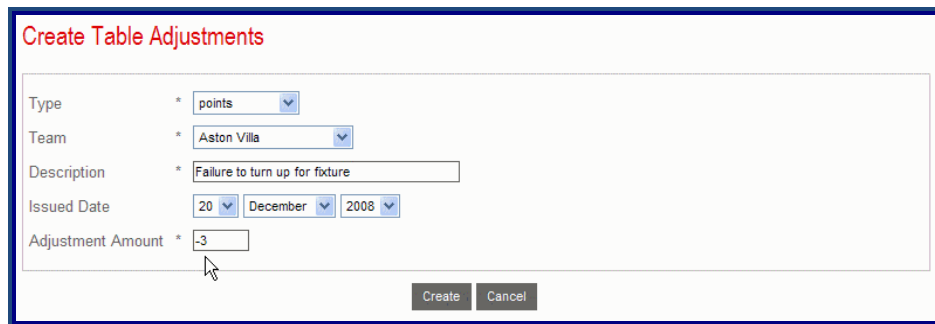 Create Table Adjustments
Type * points
Team * Aston Villa
Description * Failure to turn up for fixture
Issued Date 20 December 2008
Adjustment Amount * -3
Create Cancel